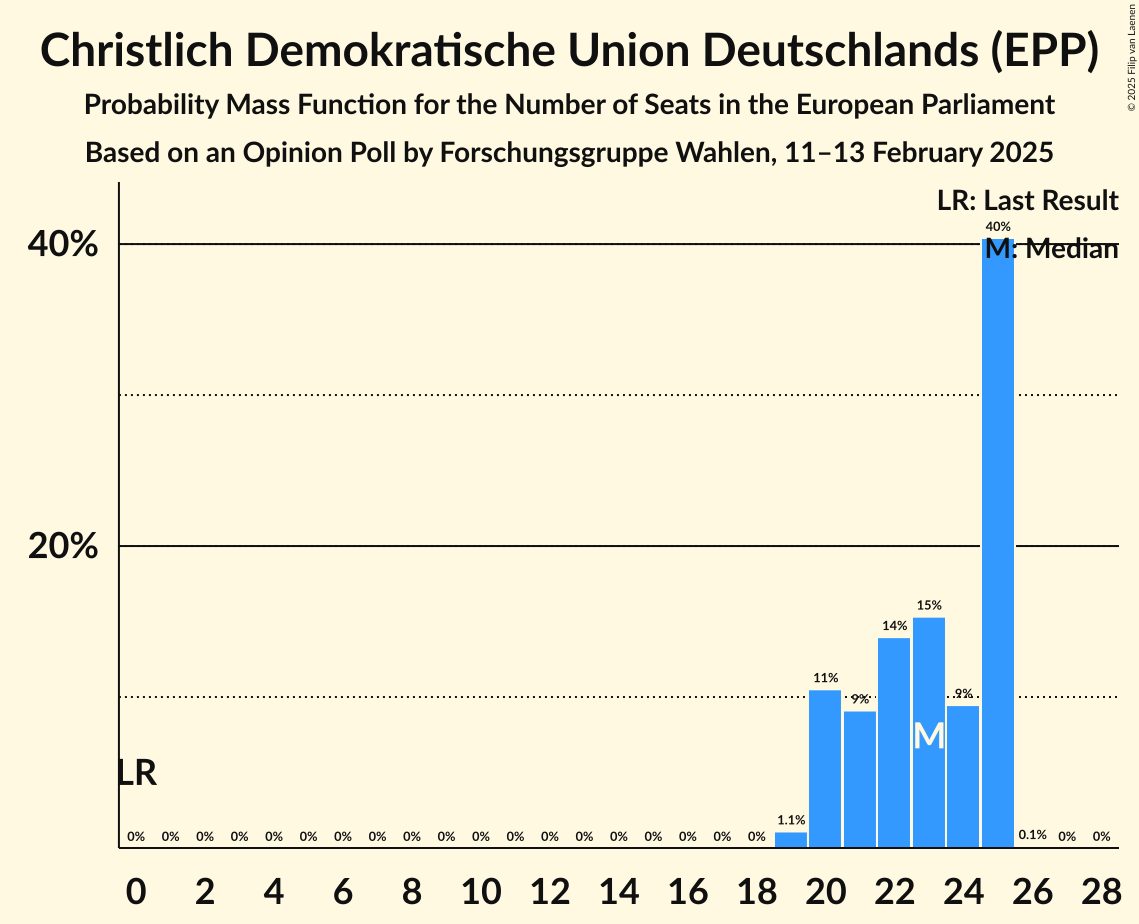 Christlich Demokratische Union Deutschlands (EPP)
Probability Mass Function for the Number of Seats in the European Parliament
Based on an Opinion Poll by Forschungsgruppe Wahlen, 11–13 February 2025
© 2025 Filip van Laenen
LR: Last Result
M: Median
40%
20%
LR
M
0% 0% 0% 0% 0% 0% 0% 0% 0% 0% 0% 0% 0% 0% 0% 0% 0% 0% 0% 1.1% 11% 9% 14% 15% 9% 40% 0.1% 0% 0%
0 2 4 6 8 10 12 14 16 18 20 22 24 26 28